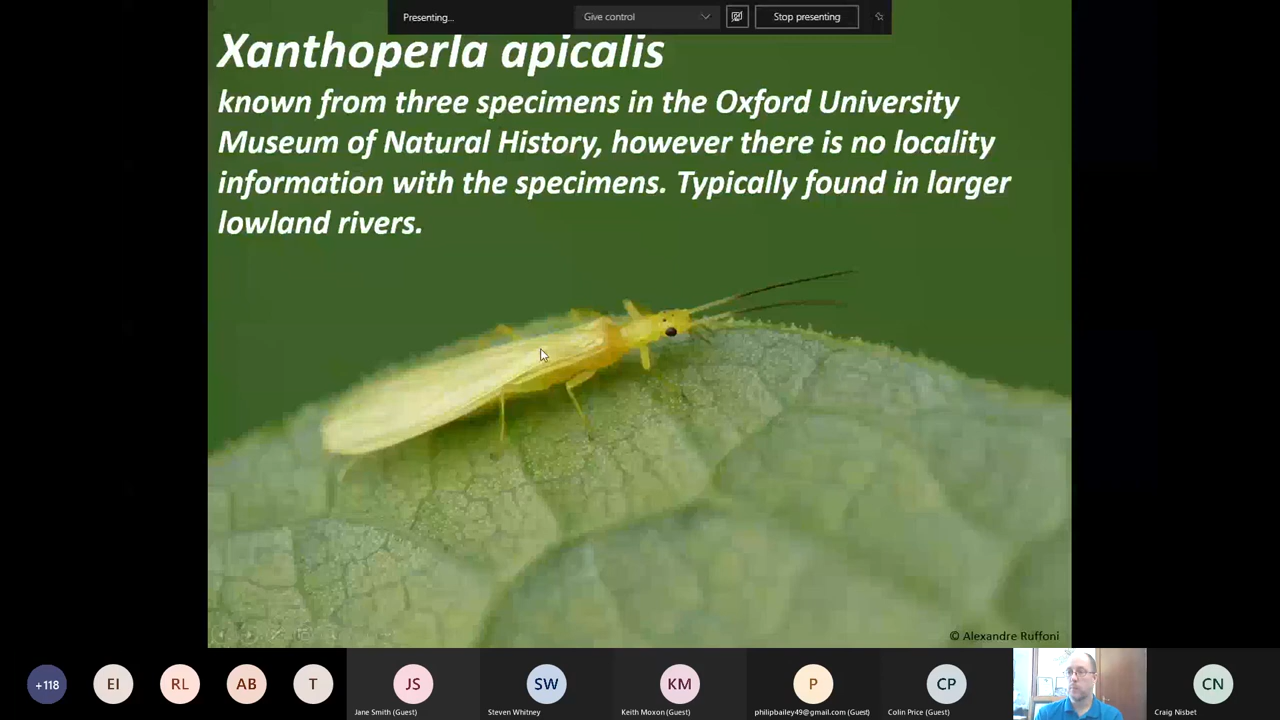 Presenting...
Give control
Stop presenting
Xanthoperla apicalis
known from three specimens in the Oxford University
Museum of Natural History, however there is no locality
information with the specimens. Typically found in larger
lowland rivers.
© Alexandre Ruffoni
+118
EI
RL
AB
T
JS
SW
KM
P
CP
CN
Jane Smith (Guest)
Steven Whitney
Keith Moxon (Guest)
philipbailey49@gmail.com (Guest)
Colin Price (Guest)
Craig Nisbet